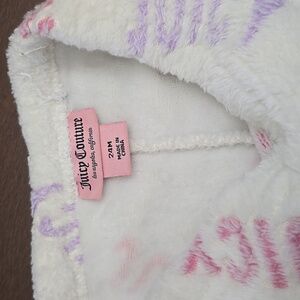 Juicy Couture
los angeles, california
24M
MADE IN
CHINA